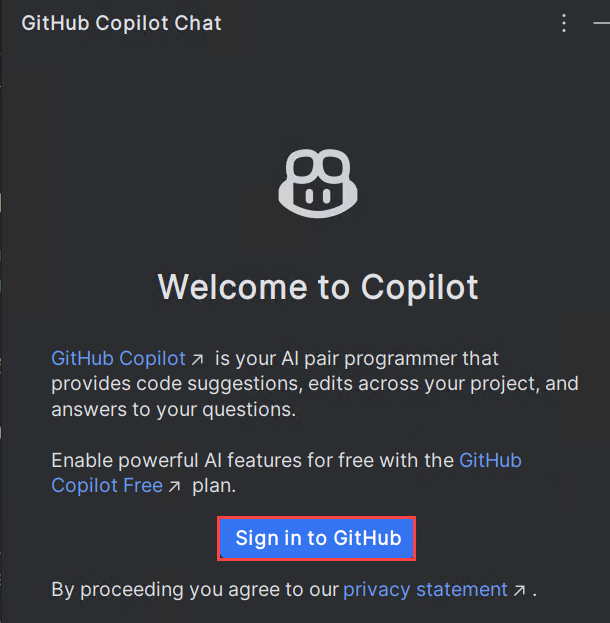 GitHub Copilot Chat
Welcome to Copilot
GitHub Copilot ↗ is your AI pair programmer that
provides code suggestions, edits across your project, and
answers to your questions.
Enable powerful AI features for free with the GitHub
Copilot Free ↗ plan.
Sign in to GitHub
By proceeding you agree to our privacy statement ↗ .